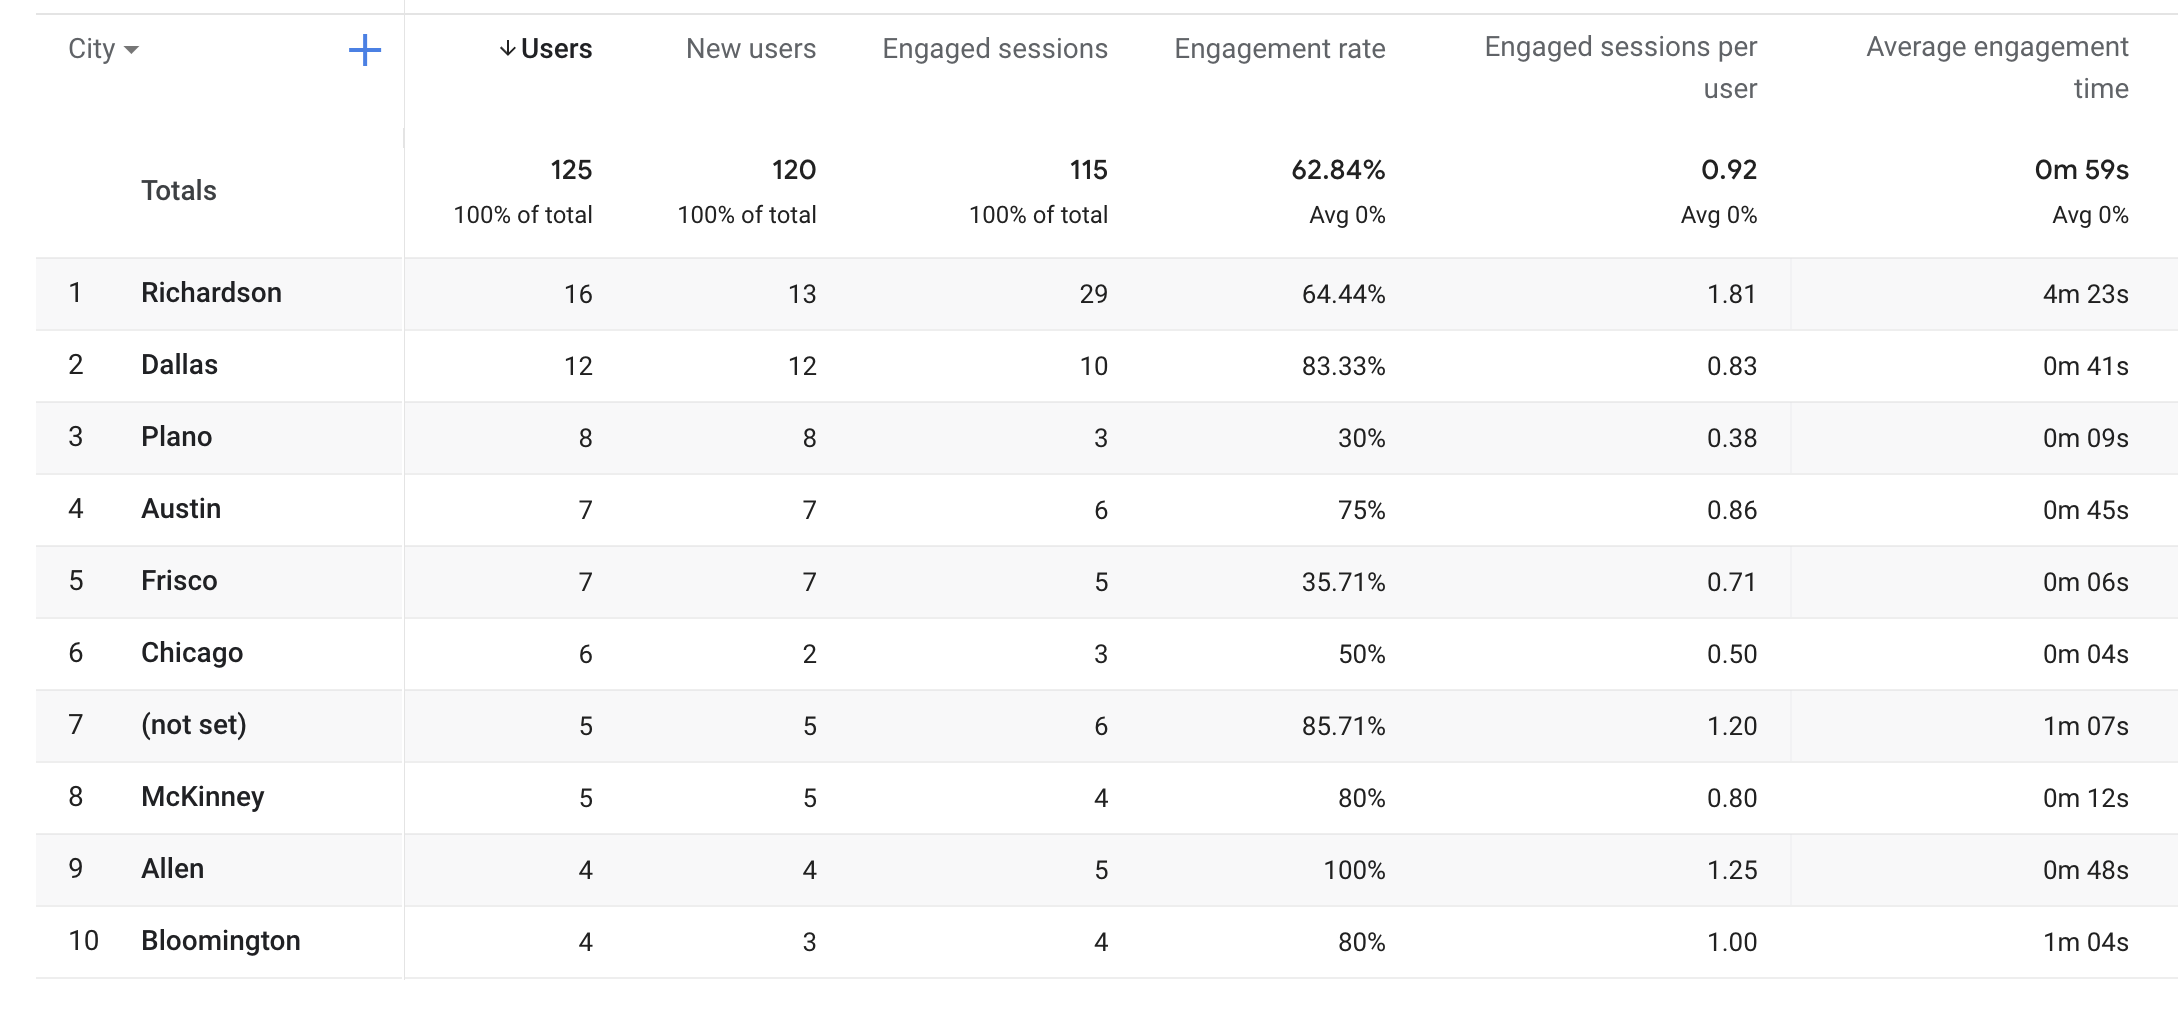 City Users New users Engaged sessions Engagement rate Engaged sessions per user Average engagement time
Totals 125 120 115 62.84% 0.92 0m 59s
100% of total 100% of total 100% of total Avg 0% Avg 0% Avg 0%
1 Richardson 16 13 29 64.44% 1.81 4m 23s
2 Dallas 12 12 10 83.33% 0.83 0m 41s
3 Plano 8 8 3 30% 0.38 0m 09s
4 Austin 7 7 6 75% 0.86 0m 45s
5 Frisco 7 7 5 35.71% 0.71 0m 06s
6 Chicago 6 2 3 50% 0.50 0m 04s
7 (not set) 5 5 6 85.71% 1.20 1m 07s
8 McKinney 5 5 4 80% 0.80 0m 12s
9 Allen 4 4 5 100% 1.25 0m 48s
10 Bloomington 4 3 4 80% 1.00 1m 04s